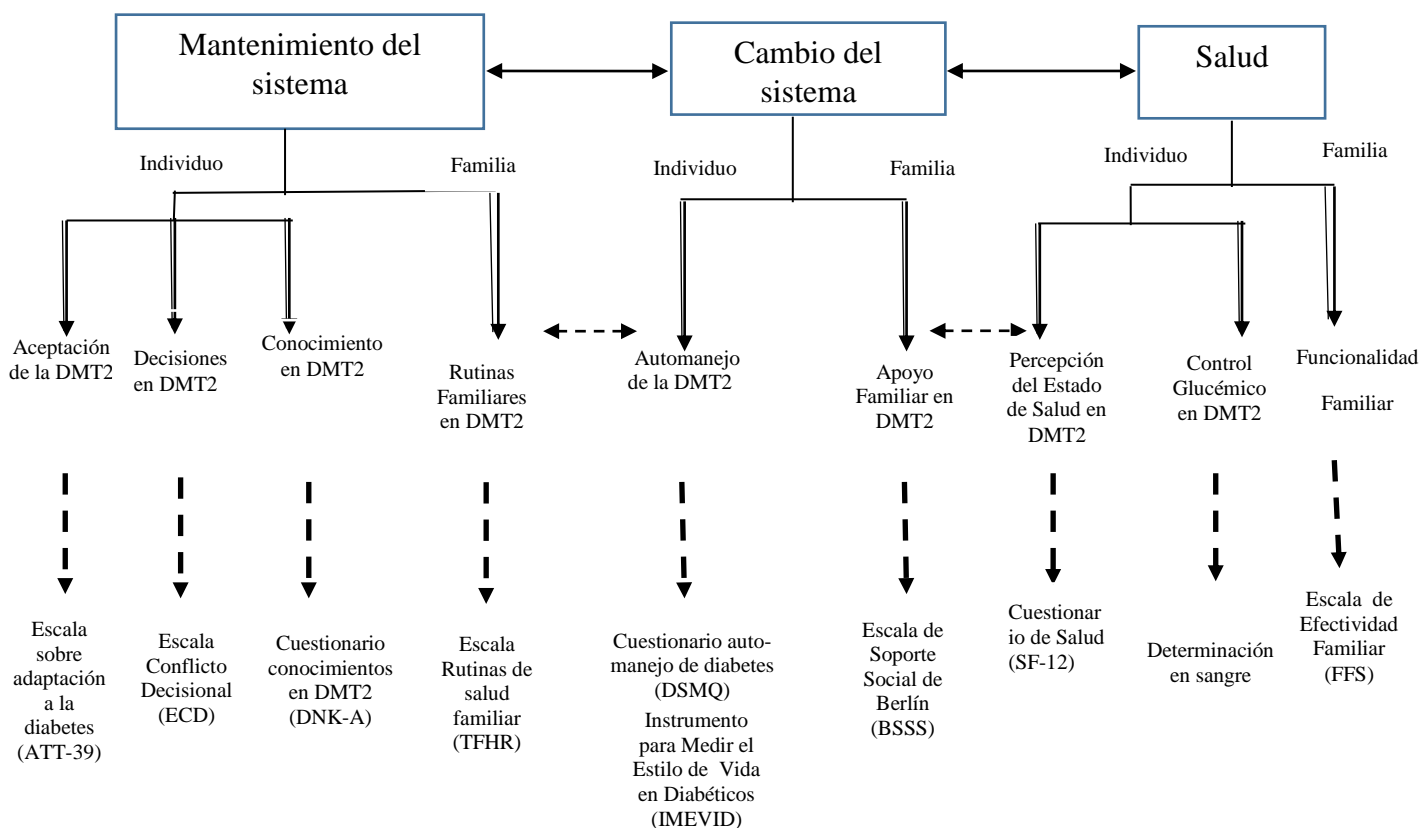 Mantenimiento del
sistema
Cambio del
sistema
Salud
Individuo
Familia
Individuo
Familia
Individuo
Familia
Aceptación
de la DMT2
Decisiones
en DMT2
Conocimiento
en DMT2
Rutinas
Familiares
en DMT2
Automanejo
de la DMT2
Apoyo
Familiar en
DMT2
Percepción
del Estado
de Salud en
DMT2
Control
Glucémico
en DMT2
Funcionalidad
Familiar
Escala
sobre
adaptación
a la
diabetes
(ATT-39)
Escala
Conflicto
Decisional
(ECD)
Cuestionario
conocimientos
en DMT2
(DNK-A)
Escala
Rutinas de
salud
familiar
(TFHR)
Cuestionario auto-
manejo de diabetes
(DSMQ)
Instrumento
para Medir el
Estilo de Vida
en Diabéticos
(IMEVID)
Escala de
Soporte
Social de
Berlín
(BSSS)
Cuestionar
io de Salud
(SF-12)
Determinación
en sangre
Escala de
Efectividad
Familiar
(FFS)